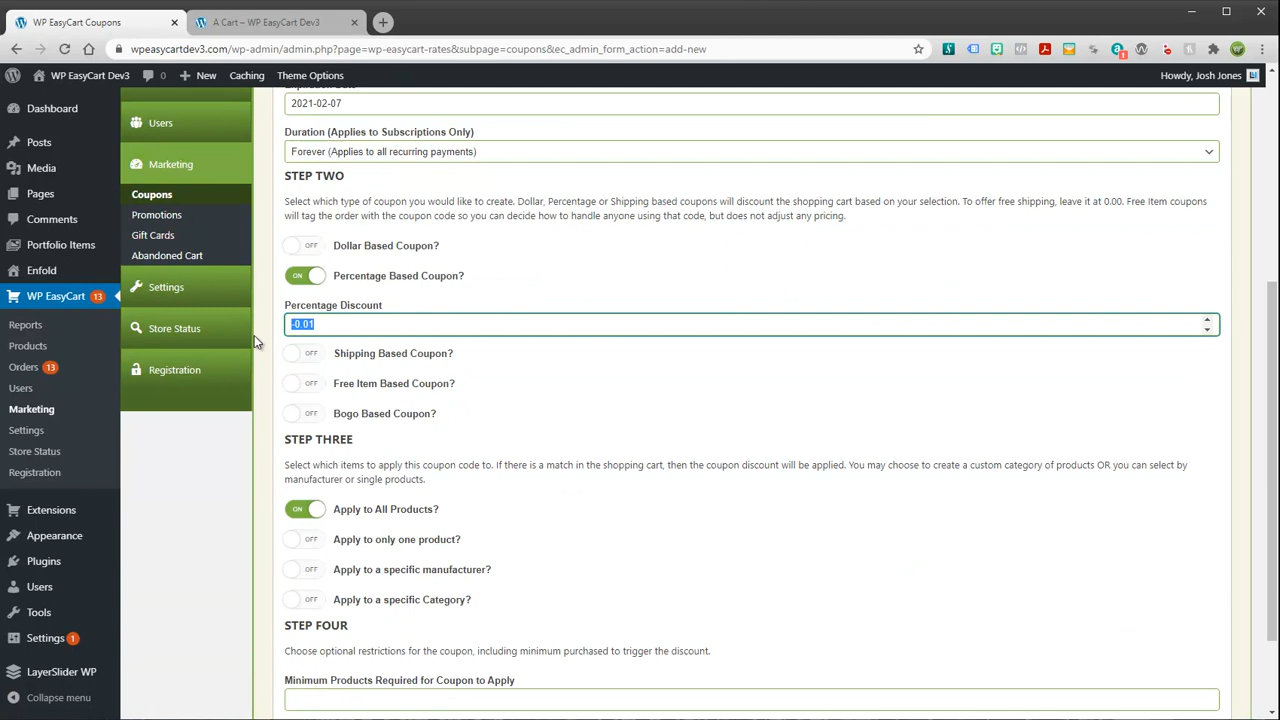 WP EasyCart Coupons
A Cart – WP EasyCart Dev3
wpeasycartdev3.com/wp-admin/admin.php?page=wp-easycart-rates&subpage=coupons&ec_admin_form_action=add-new
WP EasyCart Dev3
0
New
Caching
Theme Options
Howdy, Josh Jones
Dashboard
Posts
Media
Pages
Comments
Portfolio Items
Enfold
WP EasyCart 13
Reports
Products
Orders 13
Users
Marketing
Settings
Store Status
Registration
Extensions
Appearance
Plugins
Users
Tools
Settings 1
LayerSlider WP
Collapse menu
Users
Marketing
Coupons
Promotions
Gift Cards
Abandoned Cart
Settings
Store Status
Registration
Expiration Date
2021-02-07
Duration (Applies to Subscriptions Only)
Forever (Applies to all recurring payments)
STEP TWO
Select which type of coupon you would like to create. Dollar, Percentage or Shipping based coupons will discount the shopping cart based on your selection. To offer free shipping, leave it at 0.00. Free Item coupons
will tag the order with the coupon code so you can decide how to handle anyone using that code, but does not adjust any pricing.
OFF Dollar Based Coupon?
ON Percentage Based Coupon?
Percentage Discount
-0.01
OFF Shipping Based Coupon?
OFF Free Item Based Coupon?
OFF Bogo Based Coupon?
STEP THREE
Select which items to apply this coupon code to. If there is a match in the shopping cart, then the coupon discount will be applied. You may choose to create a custom category of products OR you can select by
manufacturer or single products.
ON Apply to All Products?
OFF Apply to only one product?
OFF Apply to a specific manufacturer?
OFF Apply to a specific Category?
STEP FOUR
Choose optional restrictions for the coupon, including minimum purchased to trigger the discount.
Minimum Products Required for Coupon to Apply